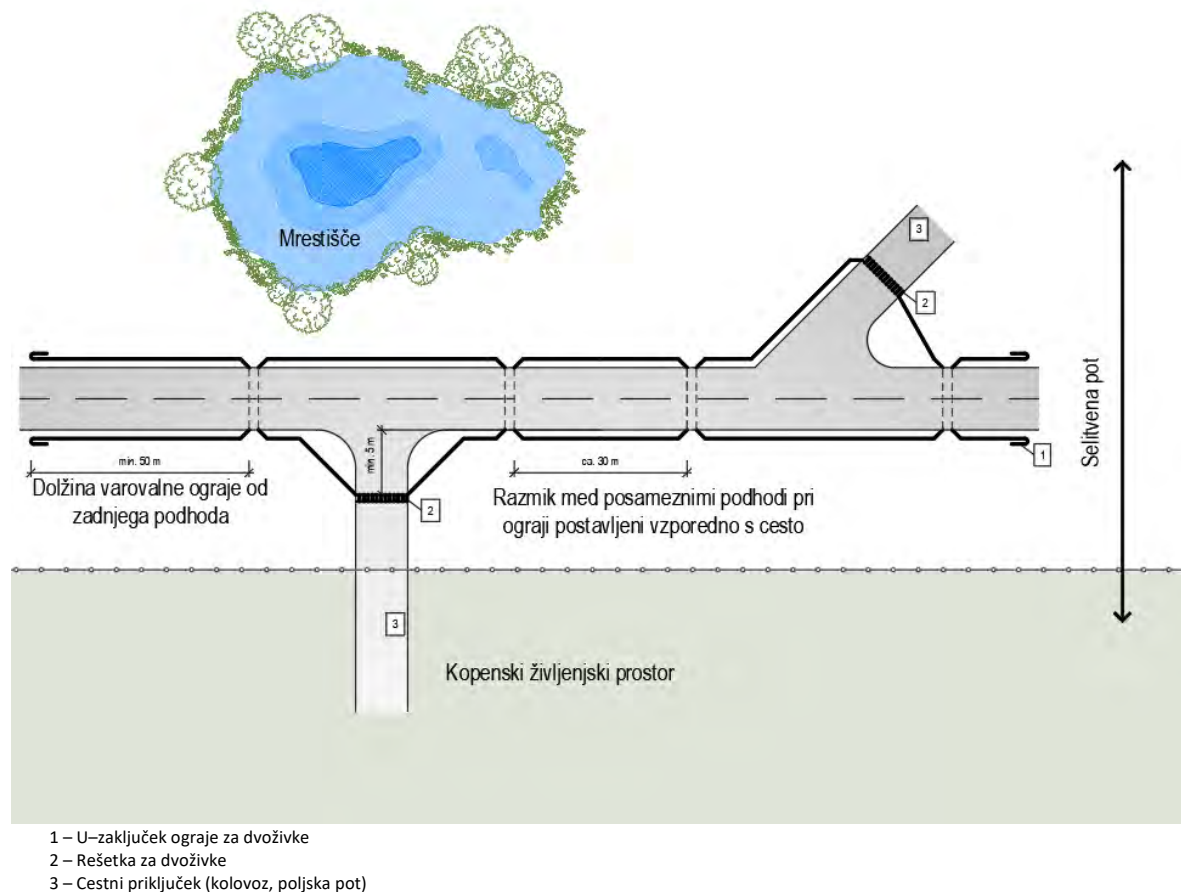 Mrestišče
3
2
Selitvena pot
min. 5 m
min. 50 m
ca. 30 m
1
Dolžina varovalne ograje od
zadnjega podhoda
2
Razmik med posameznimi podhodi pri
ograji postavljeni vzporedno s cesto
3
Kopenski življenjski prostor
1 – U–zaključek ograje za dvoživke
2 – Rešetka za dvoživke
3 – Cestni priključek (kolovoz, poljska pot)